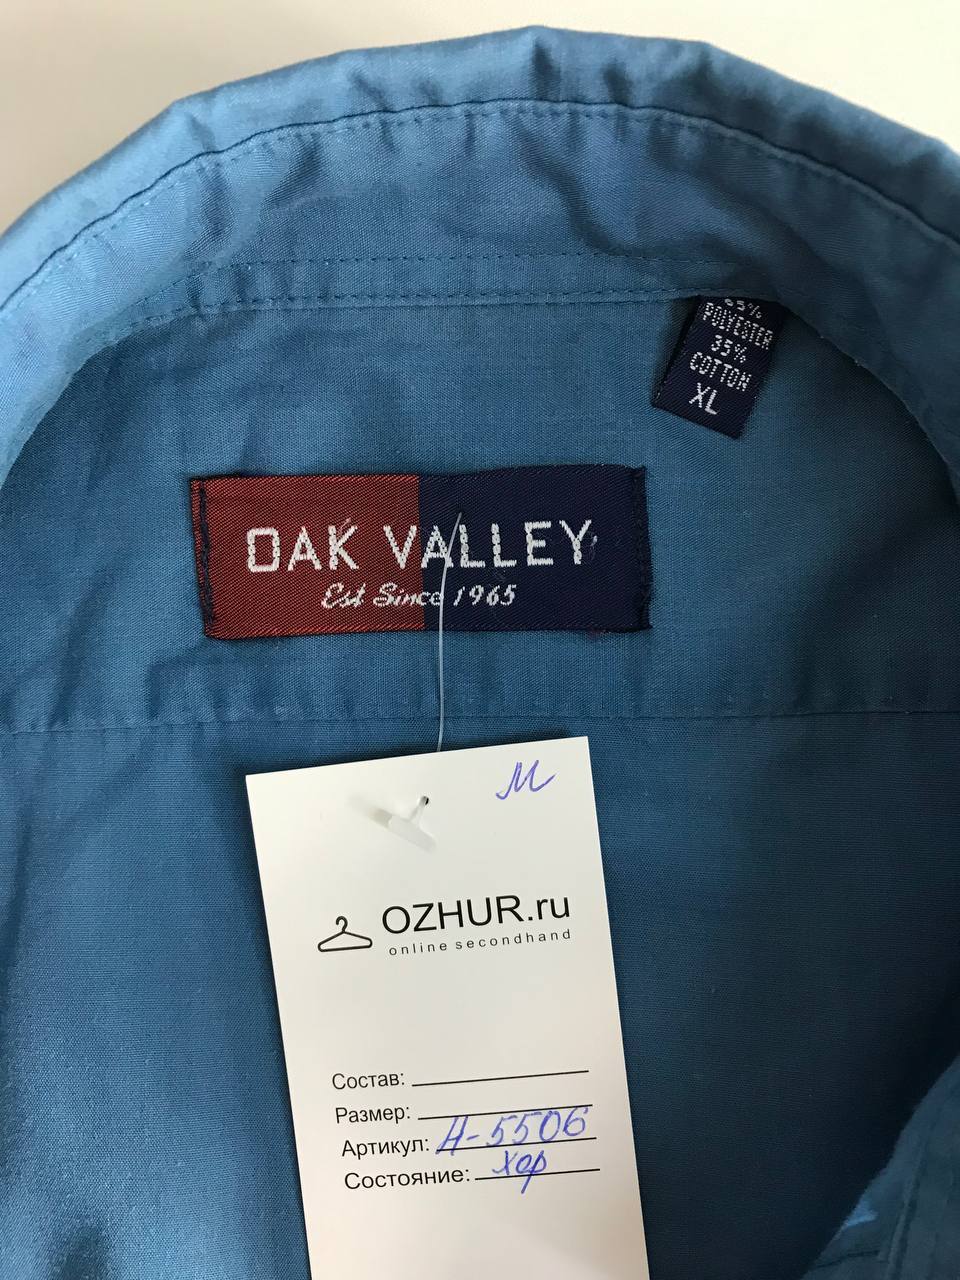 65%
POLYESTER
35%
COTTON
XL
OAK VALLEY
Est Since 1965
М
OZHUR.ru
online secondhand
Состав:
Размер:
Артикул: Н-5506
Состояние: хор